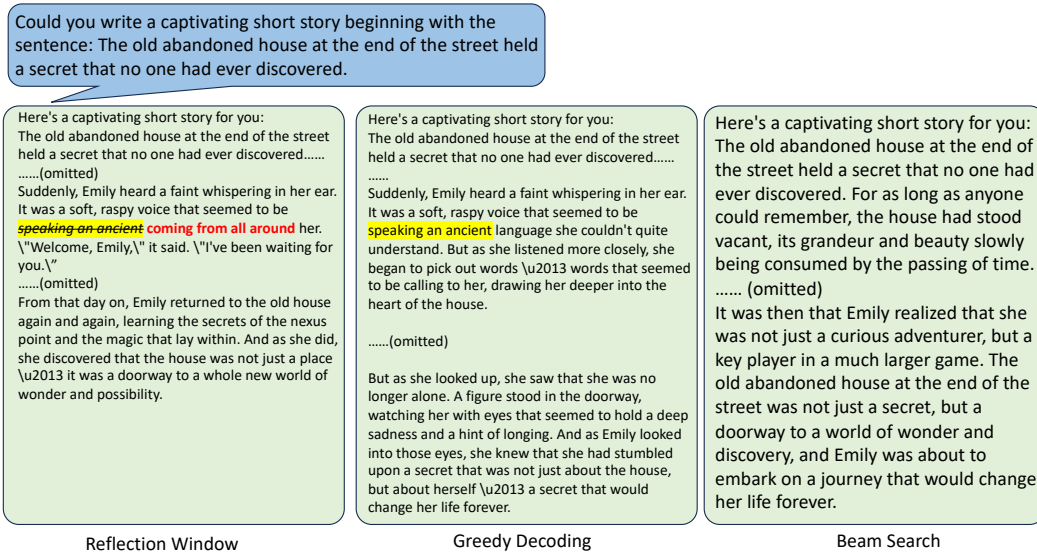 Could you write a captivating short story beginning with the
sentence: The old abandoned house at the end of the street held
a secret that no one had ever discovered.
Here's a captivating short story for you:
The old abandoned house at the end of the street
held a secret that no one had ever discovered......
......(omitted)
Suddenly, Emily heard a faint whispering in her ear.
It was a soft, raspy voice that seemed to be
speaking an ancient coming from all around her.
\"Welcome, Emily,\" it said. \"I've been waiting for
you.\"
......(omitted)
From that day on, Emily returned to the old house
again and again, learning the secrets of the nexus
point and the magic that lay within. And as she did,
she discovered that the house was not just a place
\u2013 it was a doorway to a whole new world of
wonder and possibility.
Reflection Window
Here's a captivating short story for you:
The old abandoned house at the end of the street
held a secret that no one had ever discovered......
......
Suddenly, Emily heard a faint whispering in her ear.
It was a soft, raspy voice that seemed to be
speaking an ancient language she couldn't quite
understand. But as she listened more closely, she
began to pick out words \u2013 words that seemed
to be calling to her, drawing her deeper into the
heart of the house.
......(omitted)
But as she looked up, she saw that she was no
longer alone. A figure stood in the doorway,
watching her with eyes that seemed to hold a deep
sadness and a hint of longing. And as Emily looked
into those eyes, she knew that she had stumbled
upon a secret that was not just about the house,
but about herself \u2013 a secret that would
change her life forever.
Greedy Decoding
Here's a captivating short story for you:
The old abandoned house at the end of
the street held a secret that no one had
ever discovered. For as long as anyone
could remember, the house had stood
vacant, its grandeur and beauty slowly
being consumed by the passing of time.
...... (omitted)
It was then that Emily realized that she
was not just a curious adventurer, but a
key player in a much larger game. The
old abandoned house at the end of the
street was not just a secret, but a
doorway to a world of wonder and
discovery, and Emily was about to
embark on a journey that would change
her life forever.
Beam Search